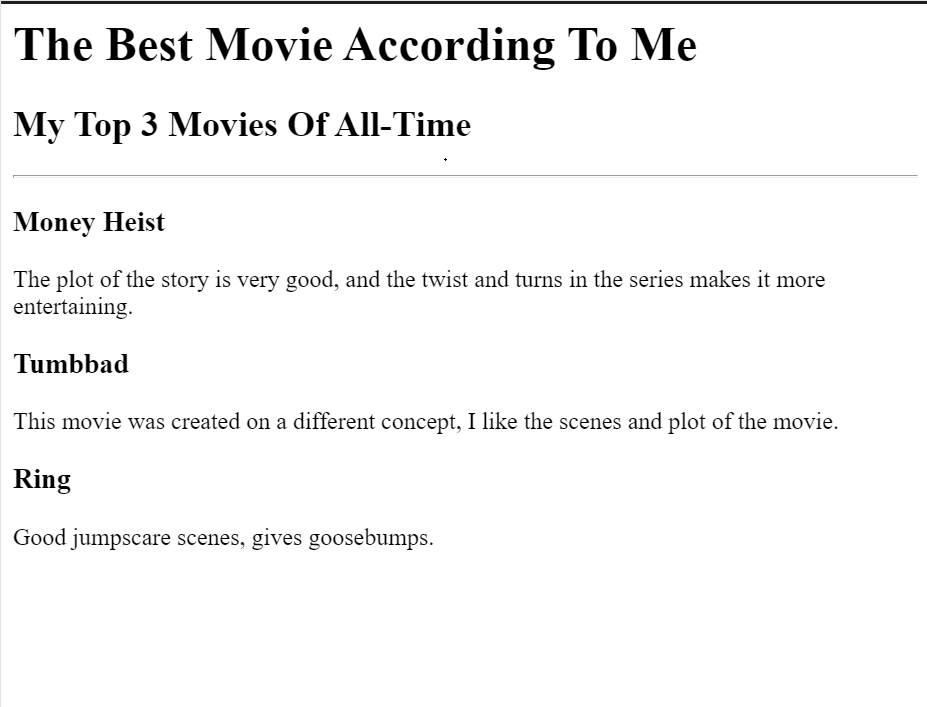 The Best Movie According To Me
My Top 3 Movies Of All-Time
Money Heist
The plot of the story is very good, and the twist and turns in the series makes it more
entertaining.
Tumbbad
This movie was created on a different concept, I like the scenes and plot of the movie.
Ring
Good jumpscare scenes, gives goosebumps.